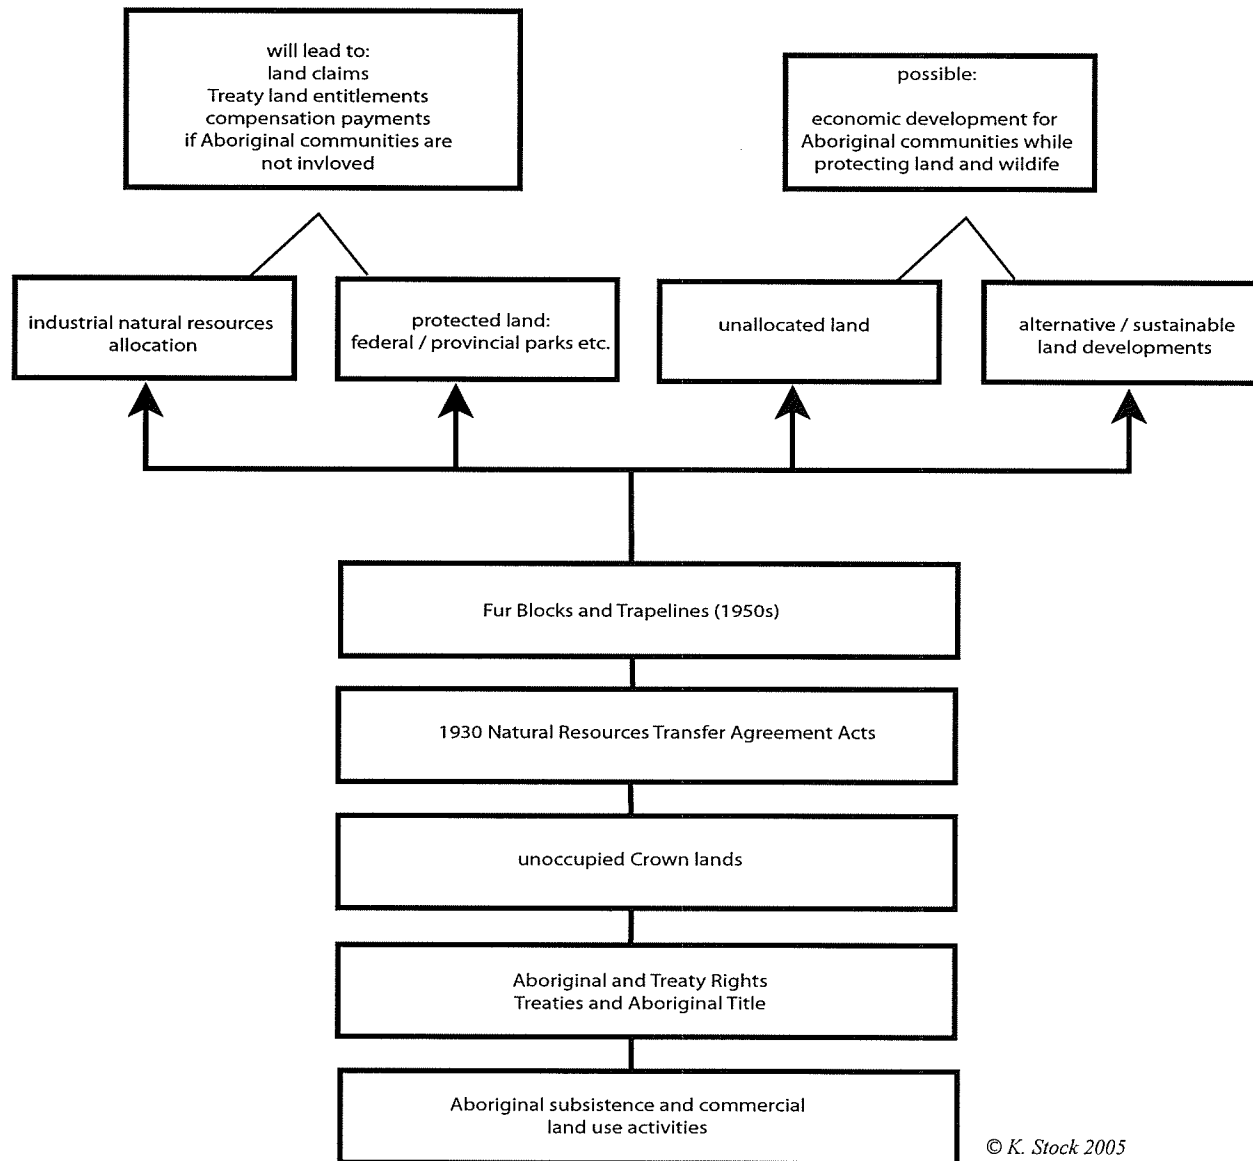 will lead to:
land claims
Treaty land entitlements
compensation payments
if Aboriginal communities are
not invloved
possible:
economic development for
Aboriginal communities while
protecting land and wildife
industrial natural resources
allocation
protected land:
federal / provincial parks etc.
unallocated land
alternative / sustainable
land developments
Fur Blocks and Trapelines (1950s)
1930 Natural Resources Transfer Agreement Acts
unoccupied Crown lands
Aboriginal and Treaty Rights
Treaties and Aboriginal Title
Aboriginal subsistence and commercial
land use activities
© K. Stock 2005